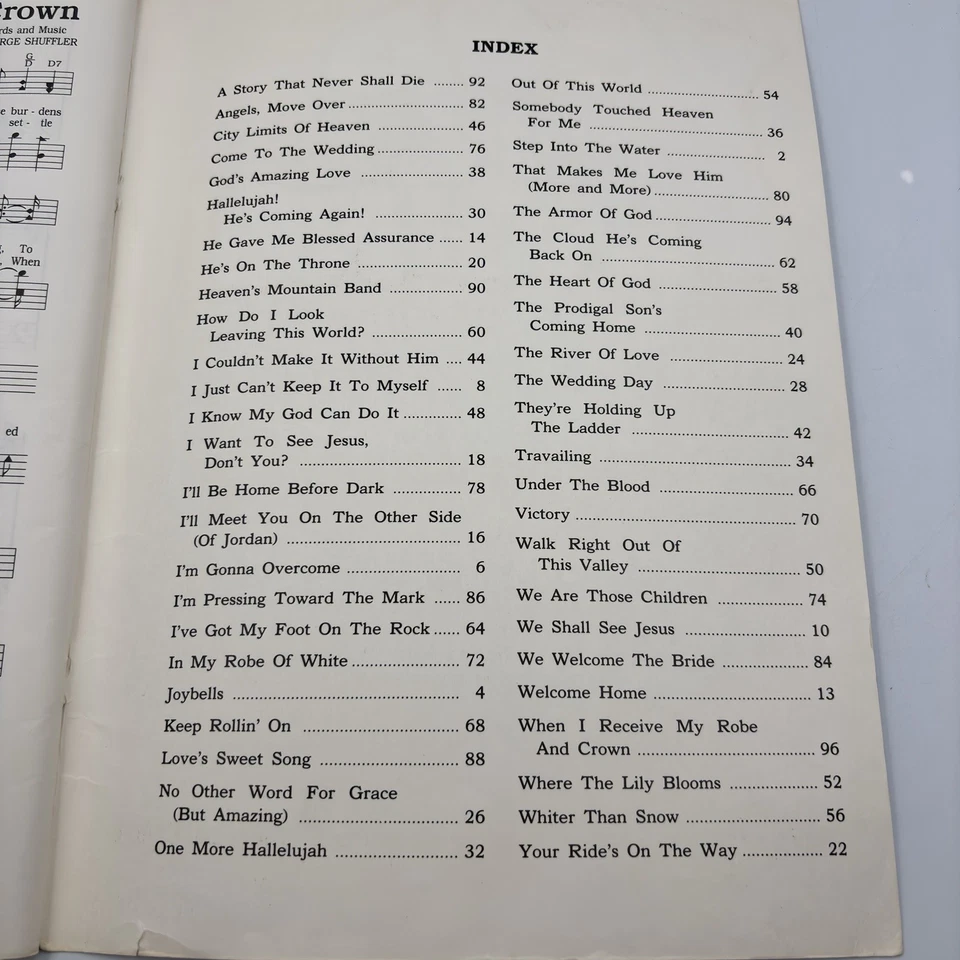 Crown
rds and Music
RGE SHUFFLER
G
D D7
e bur - dens
set - tle
To
When
ed
INDEX
A Story That Never Shall Die ........ 92
Angels, Move Over ........ 82
City Limits Of Heaven ........ 46
Come To The Wedding ........ 76
God's Amazing Love ........ 38
Hallelujah!
He's Coming Again! ........ 30
He Gave Me Blessed Assurance ...... 14
He's On The Throne ........ 20
Heaven's Mountain Band ........ 90
How Do I Look
Leaving This World? ........ 60
I Couldn't Make It Without Him .... 44
I Just Can't Keep It To Myself ...... 8
I Know My God Can Do It ........ 48
I Want To See Jesus,
Don't You? ........ 18
I'll Be Home Before Dark ........ 78
I'll Meet You On The Other Side
(Of Jordan) ........ 16
I'm Gonna Overcome ........ 6
I'm Pressing Toward The Mark ...... 86
I've Got My Foot On The Rock ...... 64
In My Robe Of White ........ 72
Joybells ........ 4
Keep Rollin' On ........ 68
Love's Sweet Song ........ 88
No Other Word For Grace
(But Amazing) ........ 26
One More Hallelujah ........ 32
Out Of This World ........ 54
Somebody Touched Heaven
For Me ........ 36
Step Into The Water ........ 2
That Makes Me Love Him
(More and More) ........ 80
The Armor Of God ........ 94
The Cloud He's Coming
Back On ........ 62
The Heart Of God ........ 58
The Prodigal Son's
Coming Home ........ 40
The River Of Love ........ 24
The Wedding Day ........ 28
They're Holding Up
The Ladder ........ 42
Travailing ........ 34
Under The Blood ........ 66
Victory ........ 70
Walk Right Out Of
This Valley ........ 50
We Are Those Children ........ 74
We Shall See Jesus ........ 10
We Welcome The Bride ........ 84
Welcome Home ........ 13
When I Receive My Robe
And Crown ........ 96
Where The Lily Blooms ........ 52
Whiter Than Snow ........ 56
Your Ride's On The Way ........ 22